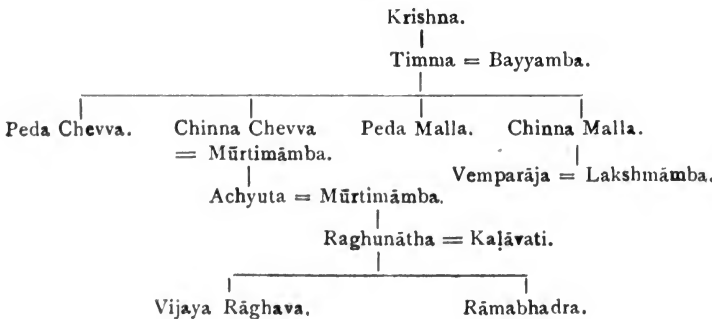 Krishna.
Timma = Bayyamba.
Peda Chevva. Chinna Chevva Peda Malla. Chinna Malla.
= Mūrtimāmba.
Vemparāja = Lakshmāmba.
Achyuta = Mūrtimāmba.
Raghunātha = Kaḷāvati.
Vijaya Rāghava. Rāmabhadra.